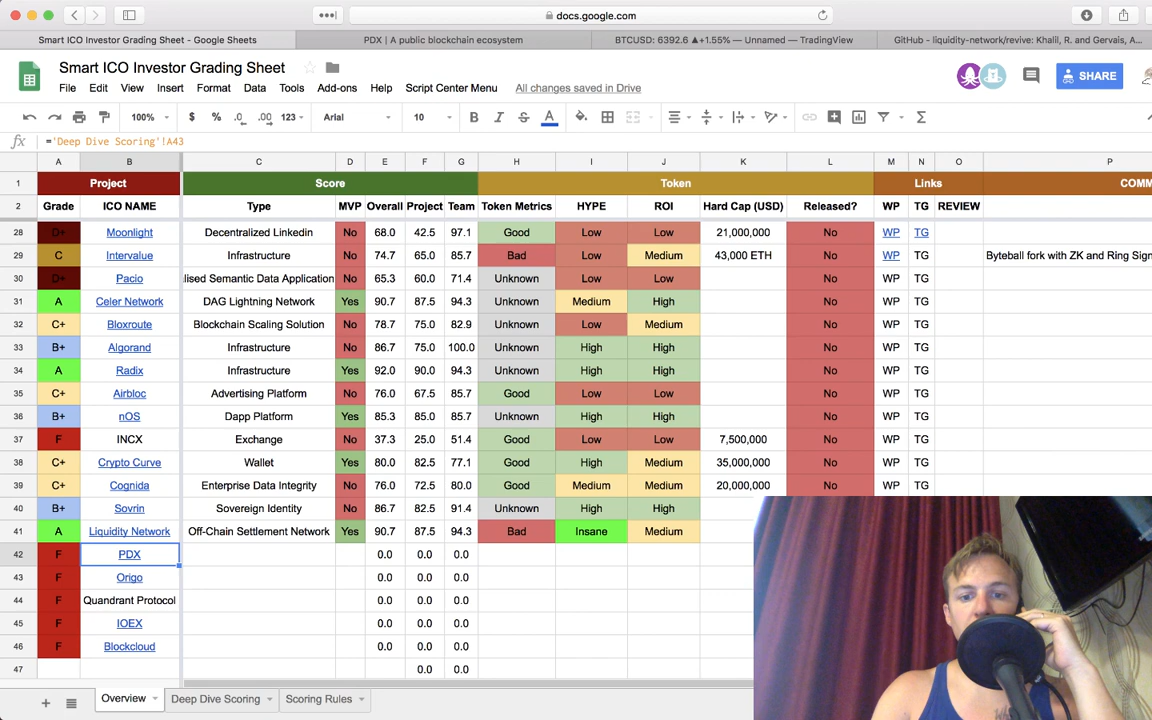 docs.google.com
Smart ICO Investor Grading Sheet - Google Sheets
PDX | A public blockchain ecosystem
BTCUSD: 6392.6 ▲+1.55% — Unnamed — TradingView
GitHub - liquidity-network/revive: Khalil, R. and Gervais, A...
Smart ICO Investor Grading Sheet
File Edit View Insert Format Data Tools Add-ons Help Script Center Menu All changes saved in Drive
SHARE
100% $ % .0 .00 123 Arial 10 B I S A
fx ='Deep Dive Scoring'!A43
A B C D E F G H I J K L M N O P
1 Project Score Token Links COMM
2 Grade ICO NAME Type MVP Overall Project Team Token Metrics HYPE ROI Hard Cap (USD) Released? WP TG REVIEW
28 D+ Moonlight Decentralized Linkedin No 68.0 42.5 97.1 Good Low Low 21,000,000 No WP TG
29 C Intervalue Infrastructure No 74.7 65.0 85.7 Bad Low Medium 43,000 ETH No WP TG Byteball fork with ZK and Ring Sign
30 D+ Pacio lised Semantic Data Application No 65.3 60.0 71.4 Unknown Low Low No WP TG
31 A Celer Network DAG Lightning Network Yes 90.7 87.5 94.3 Unknown Medium High No WP TG
32 C+ Bloxroute Blockchain Scaling Solution No 78.7 75.0 82.9 Unknown Low Medium No WP TG
33 B+ Algorand Infrastructure No 86.7 75.0 100.0 Unknown High High No WP TG
34 A Radix Infrastructure Yes 92.0 90.0 94.3 Unknown High High No WP TG
35 C+ Airbloc Advertising Platform No 76.0 67.5 85.7 Good Low Low No WP TG
36 B+ nOS Dapp Platform Yes 85.3 85.0 85.7 Unknown High High No WP TG
37 F INCX Exchange No 37.3 25.0 51.4 Good Low Low 7,500,000 No WP TG
38 C+ Crypto Curve Wallet Yes 80.0 82.5 77.1 Good High Medium 35,000,000 No WP TG
39 C+ Cognida Enterprise Data Integrity No 76.0 72.5 80.0 Good Medium Medium 20,000,000 No WP TG
40 B+ Sovrin Sovereign Identity No 86.7 82.5 91.4 Unknown High High
41 A Liquidity Network Off-Chain Settlement Network Yes 90.7 87.5 94.3 Bad Insane Medium
42 F PDX 0.0 0.0 0.0
43 F Origo 0.0 0.0 0.0
44 F Quandrant Protocol 0.0 0.0 0.0
45 F IOEX 0.0 0.0 0.0
46 F Blockcloud 0.0 0.0 0.0
47 0.0 0.0
Overview Deep Dive Scoring Scoring Rules